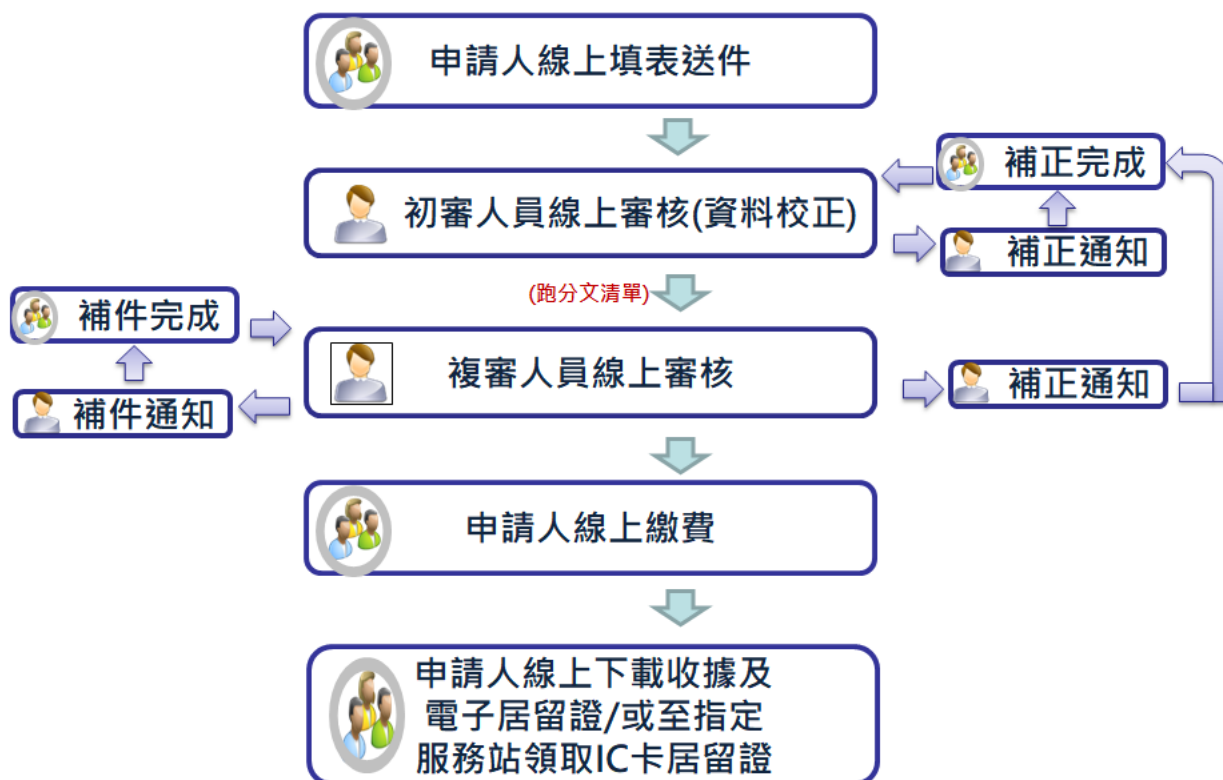 申請人線上填表送件
補正完成
初審人員線上審核(資料校正)
補正通知
(跑分文清單)
補件完成
複審人員線上審核
補正通知
補件通知
申請人線上繳費
申請人線上下載收據及
電子居留證/或至指定
服務站領取IC卡居留證